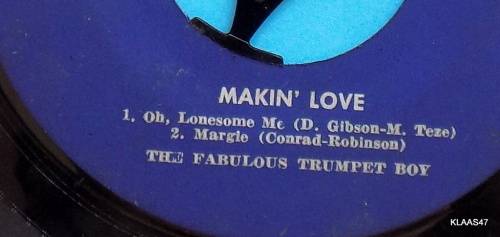 MAKIN' LOVE
1. Oh, Lonesome Me (D. Gibson-M. Teze)
2. Margie (Conrad-Robinson)
THE FABULOUS TRUMPET BOY
KLAAS47